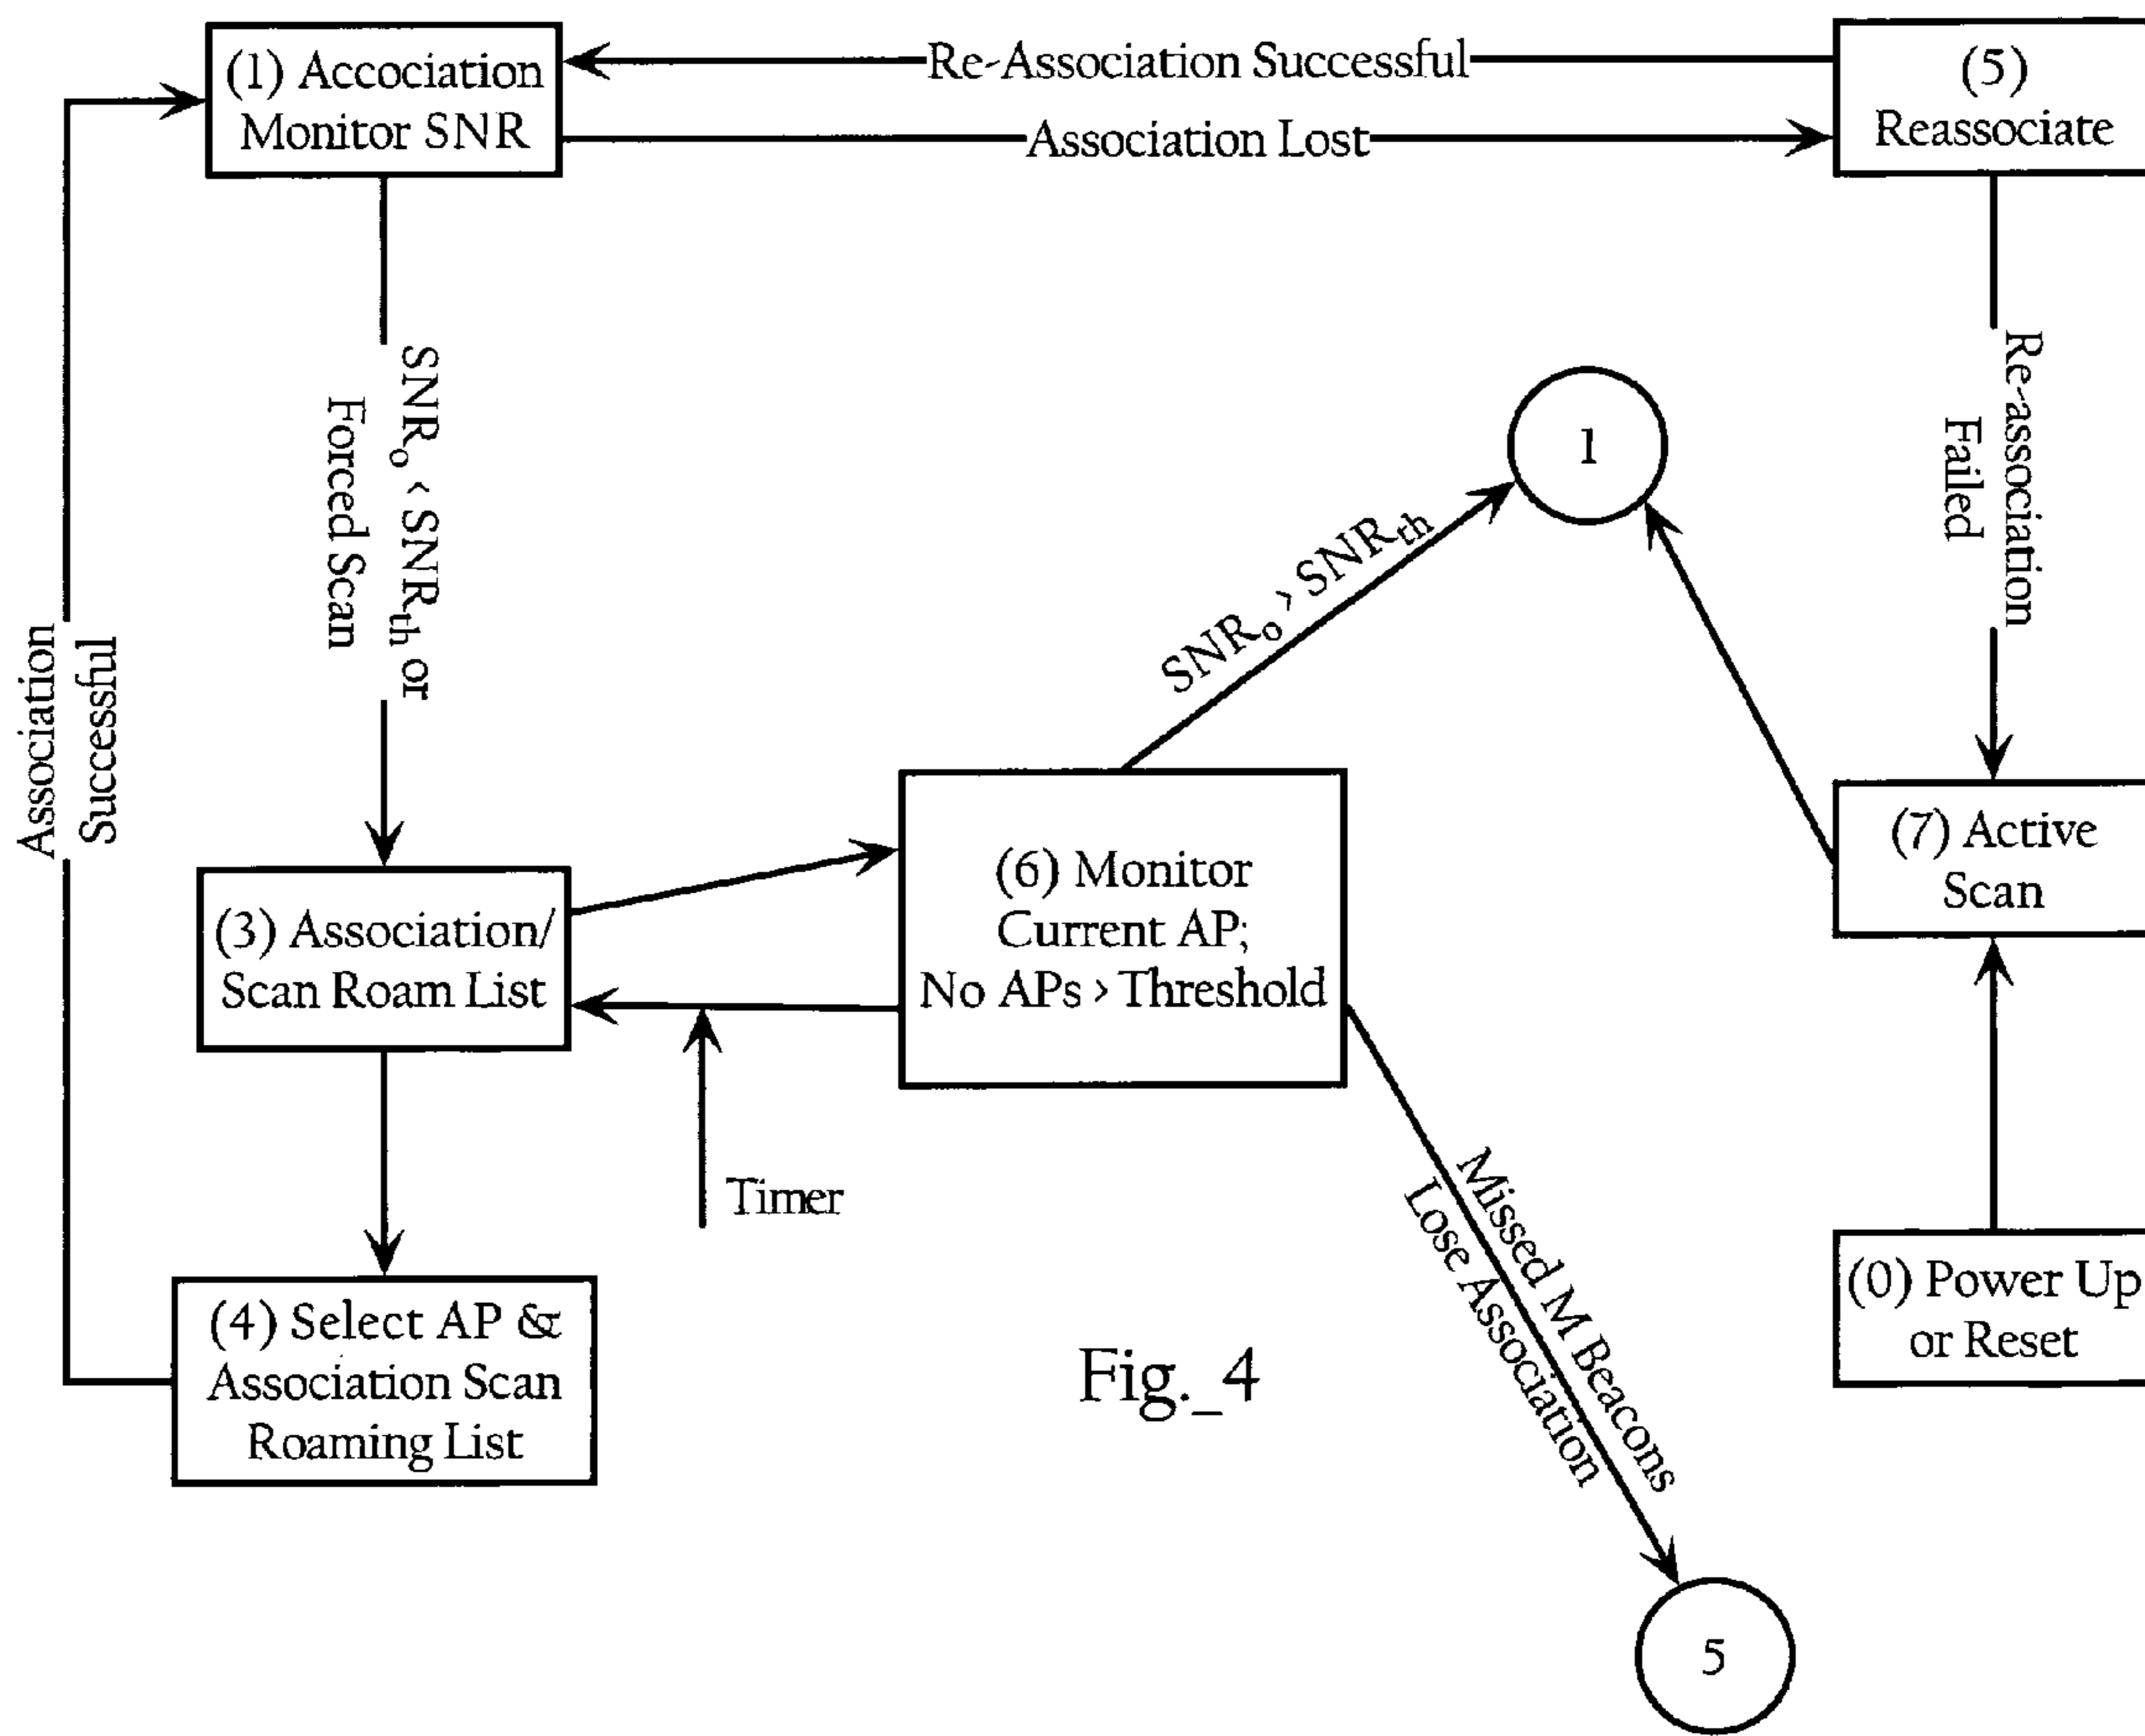 (1) Accociation
Monitor SNR
Re-Association Successful
Association Lost
(5)
Reassociate
SNRo < SNRth or
Forced Scan
Re-association
Failed
1
SNRo > SNRth
Association
Successful
(3) Association/
Scan Roam List
(6) Monitor
Current AP;
No APs > Threshold
(7) Active
Scan
Timer
Missed M Beacons
Lose Association
(0) Power Up
or Reset
(4) Select AP &
Association Scan
Roaming List
Fig._4
5